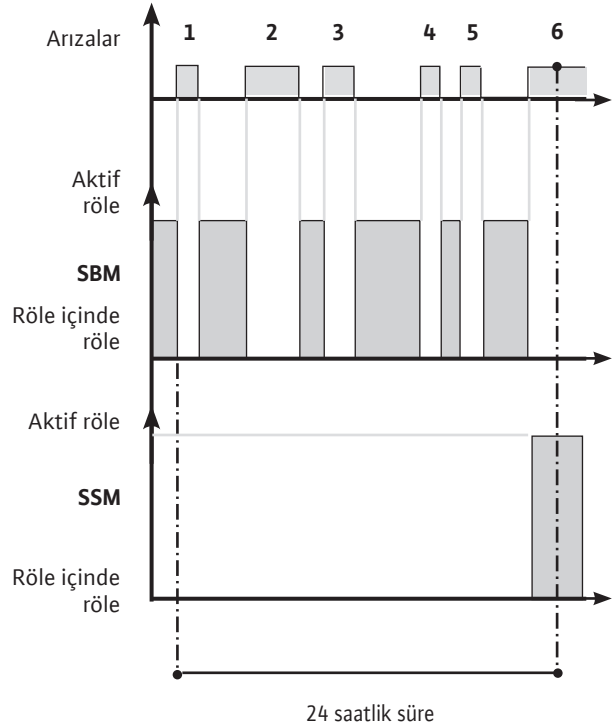 Arızalar
1 2 3 4 5 6
Aktif
röle
SBM
Röle içinde
röle
Aktif röle
SSM
Röle içinde
röle
24 saatlik süre